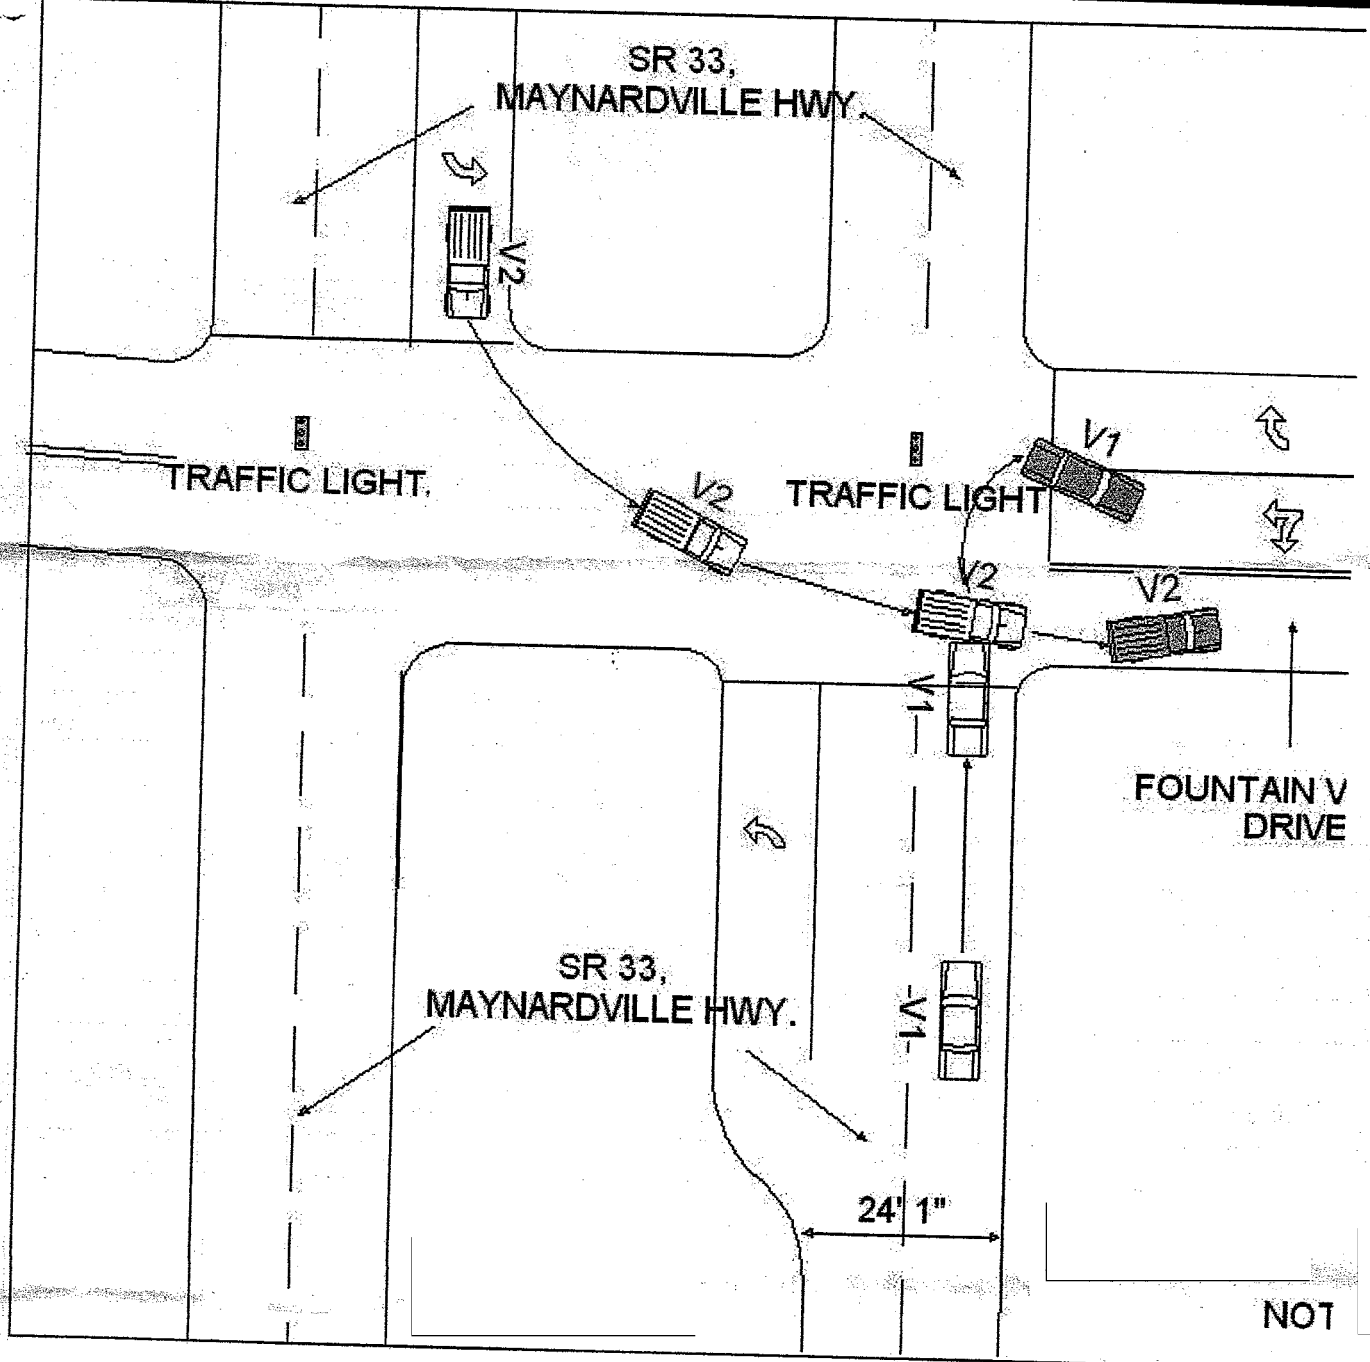 SR 33,
MAYNARDVILLE HWY.
V2
TRAFFIC LIGHT.
V2
TRAFFIC LIGHT
V1
V2
V2
V1
FOUNTAIN V
DRIVE
SR 33,
MAYNARDVILLE HWY.
V1
24' 1"
NOT